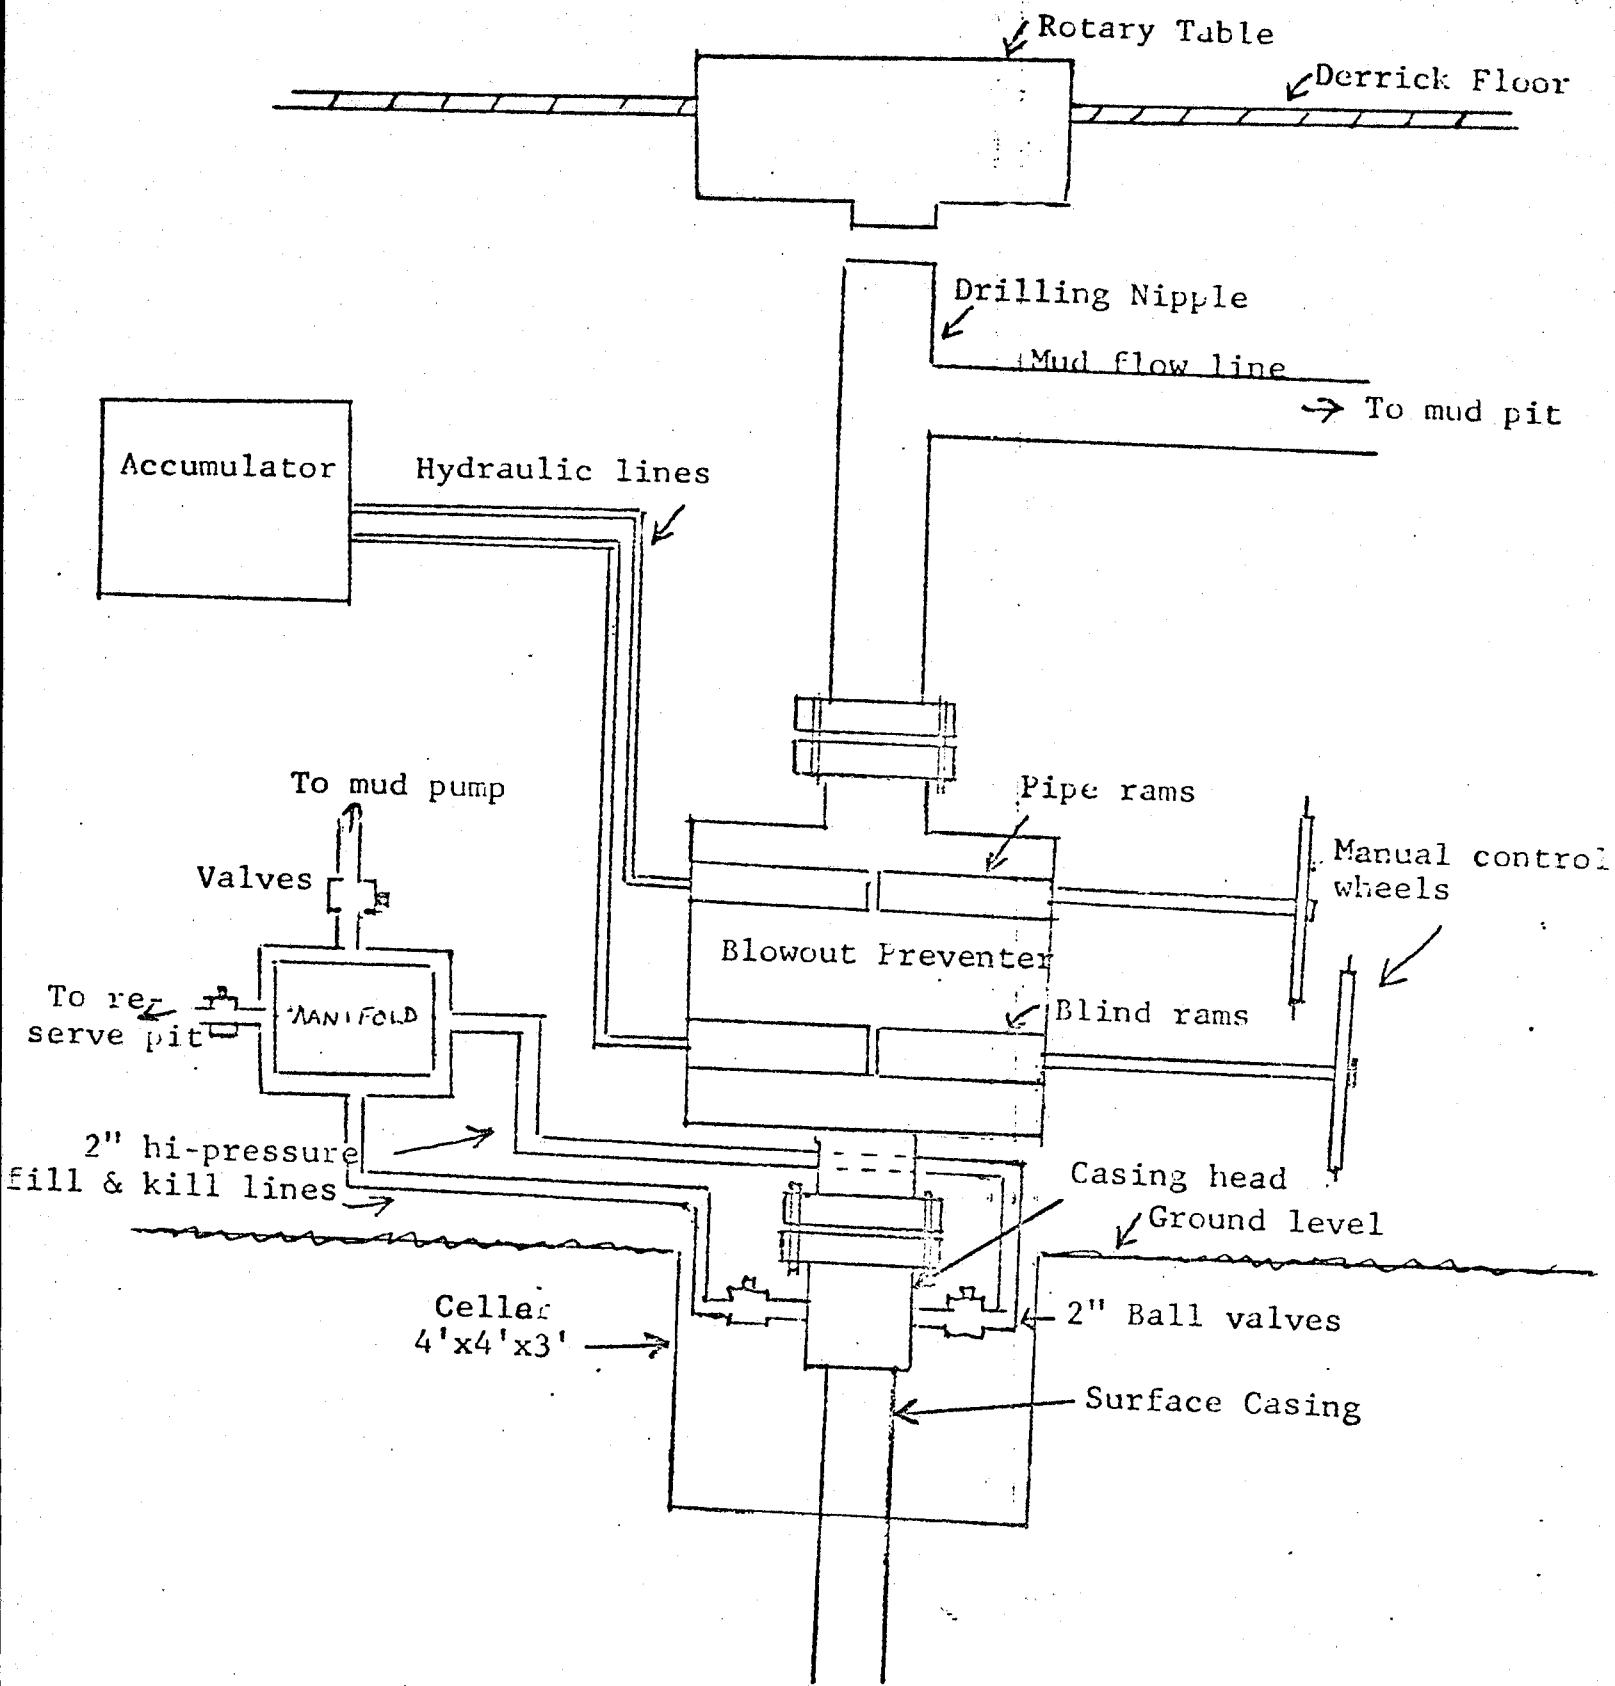 Rotary Table
Derrick Floor
Drilling Nipple
Mud flow line
To mud pit
Accumulator
Hydraulic lines
To mud pump
Pipe rams
Valves
Manual control
wheels
Blowout Preventer
To re-
serve pit
MANIFOLD
Blind rams
2" hi-pressure
fill & kill lines
Casing head
Ground level
Cellar
4'x4'x3'
2" Ball valves
Surface Casing